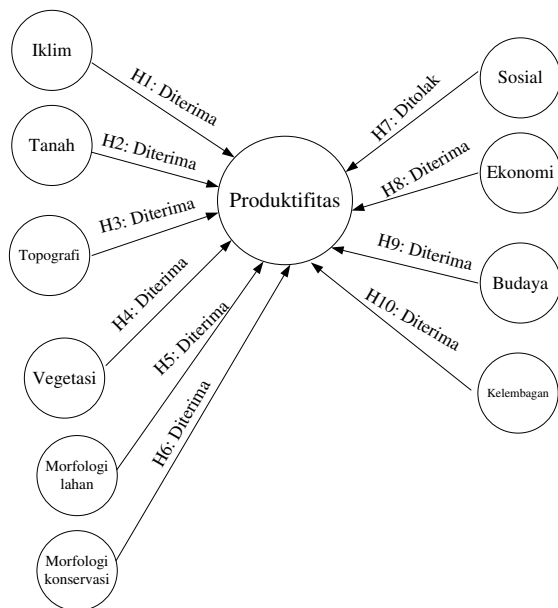 Iklim
H1: Diterima
Tanah
H2: Diterima
Topografi
H3: Diterima
Vegetasi
H4: Diterima
Morfologi
lahan
H5: Diterima
Morfologi
konservasi
H6: Diterima
Produktifitas
Sosial
H7: Ditolak
Ekonomi
H8: Diterima
Budaya
H9: Diterima
Kelembagan
H10: Diterima